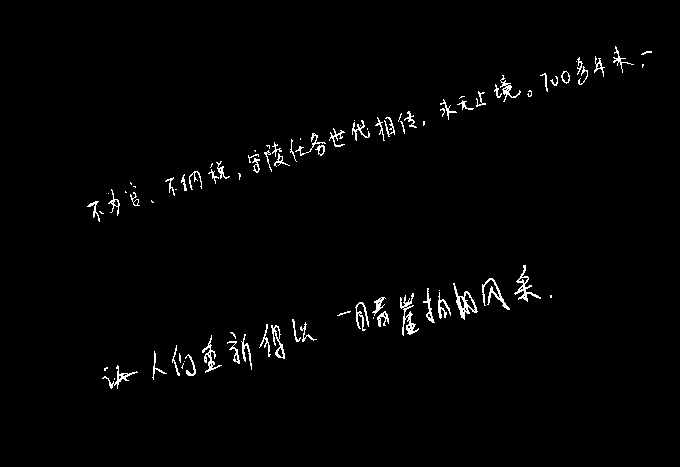 不为官、不纳税，守陵任务世代相传，永无止境。700多年来，一
让人们重新得以一睹崖柏的风采.